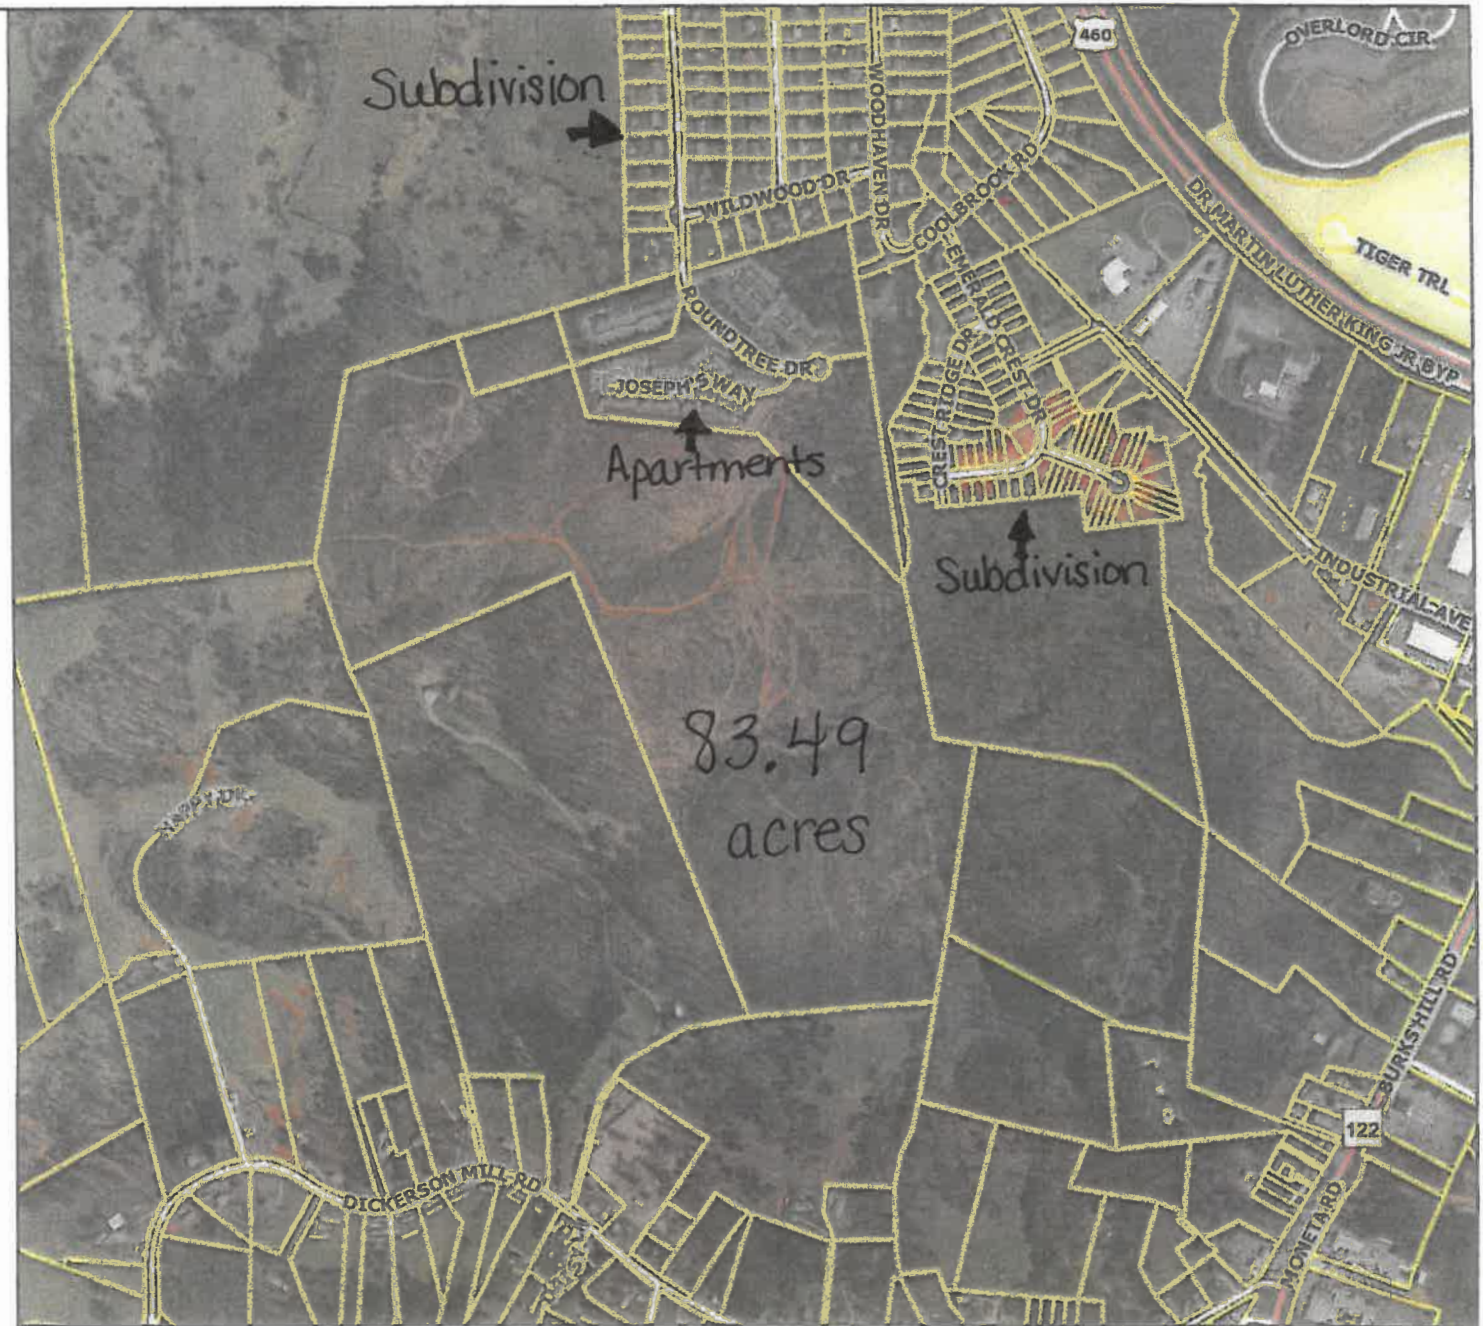 460
OVERLORD CIR
Subdivision
WOODHAVEN DR
COOLBROOK RD
WILDWOOD DR
DR MARTIN LUTHER KING JR BYP
TIGER TRL
EMERALD CREST DR
ROUNDTREE DR
CREST RIDGE DR
JOSEPH'S WAY
Apartments
Subdivision
INDUSTRIAL AVE
83.49
acres
BURKS HILL RD
122
DICKERSON MILL RD
MONETA RD